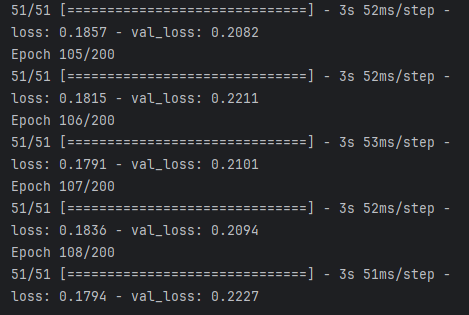 51/51 [==============================] - 3s 52ms/step -
loss: 0.1857 - val_loss: 0.2082
Epoch 105/200
51/51 [==============================] - 3s 52ms/step -
loss: 0.1815 - val_loss: 0.2211
Epoch 106/200
51/51 [==============================] - 3s 53ms/step -
loss: 0.1791 - val_loss: 0.2101
Epoch 107/200
51/51 [==============================] - 3s 52ms/step -
loss: 0.1836 - val_loss: 0.2094
Epoch 108/200
51/51 [==============================] - 3s 51ms/step -
loss: 0.1794 - val_loss: 0.2227